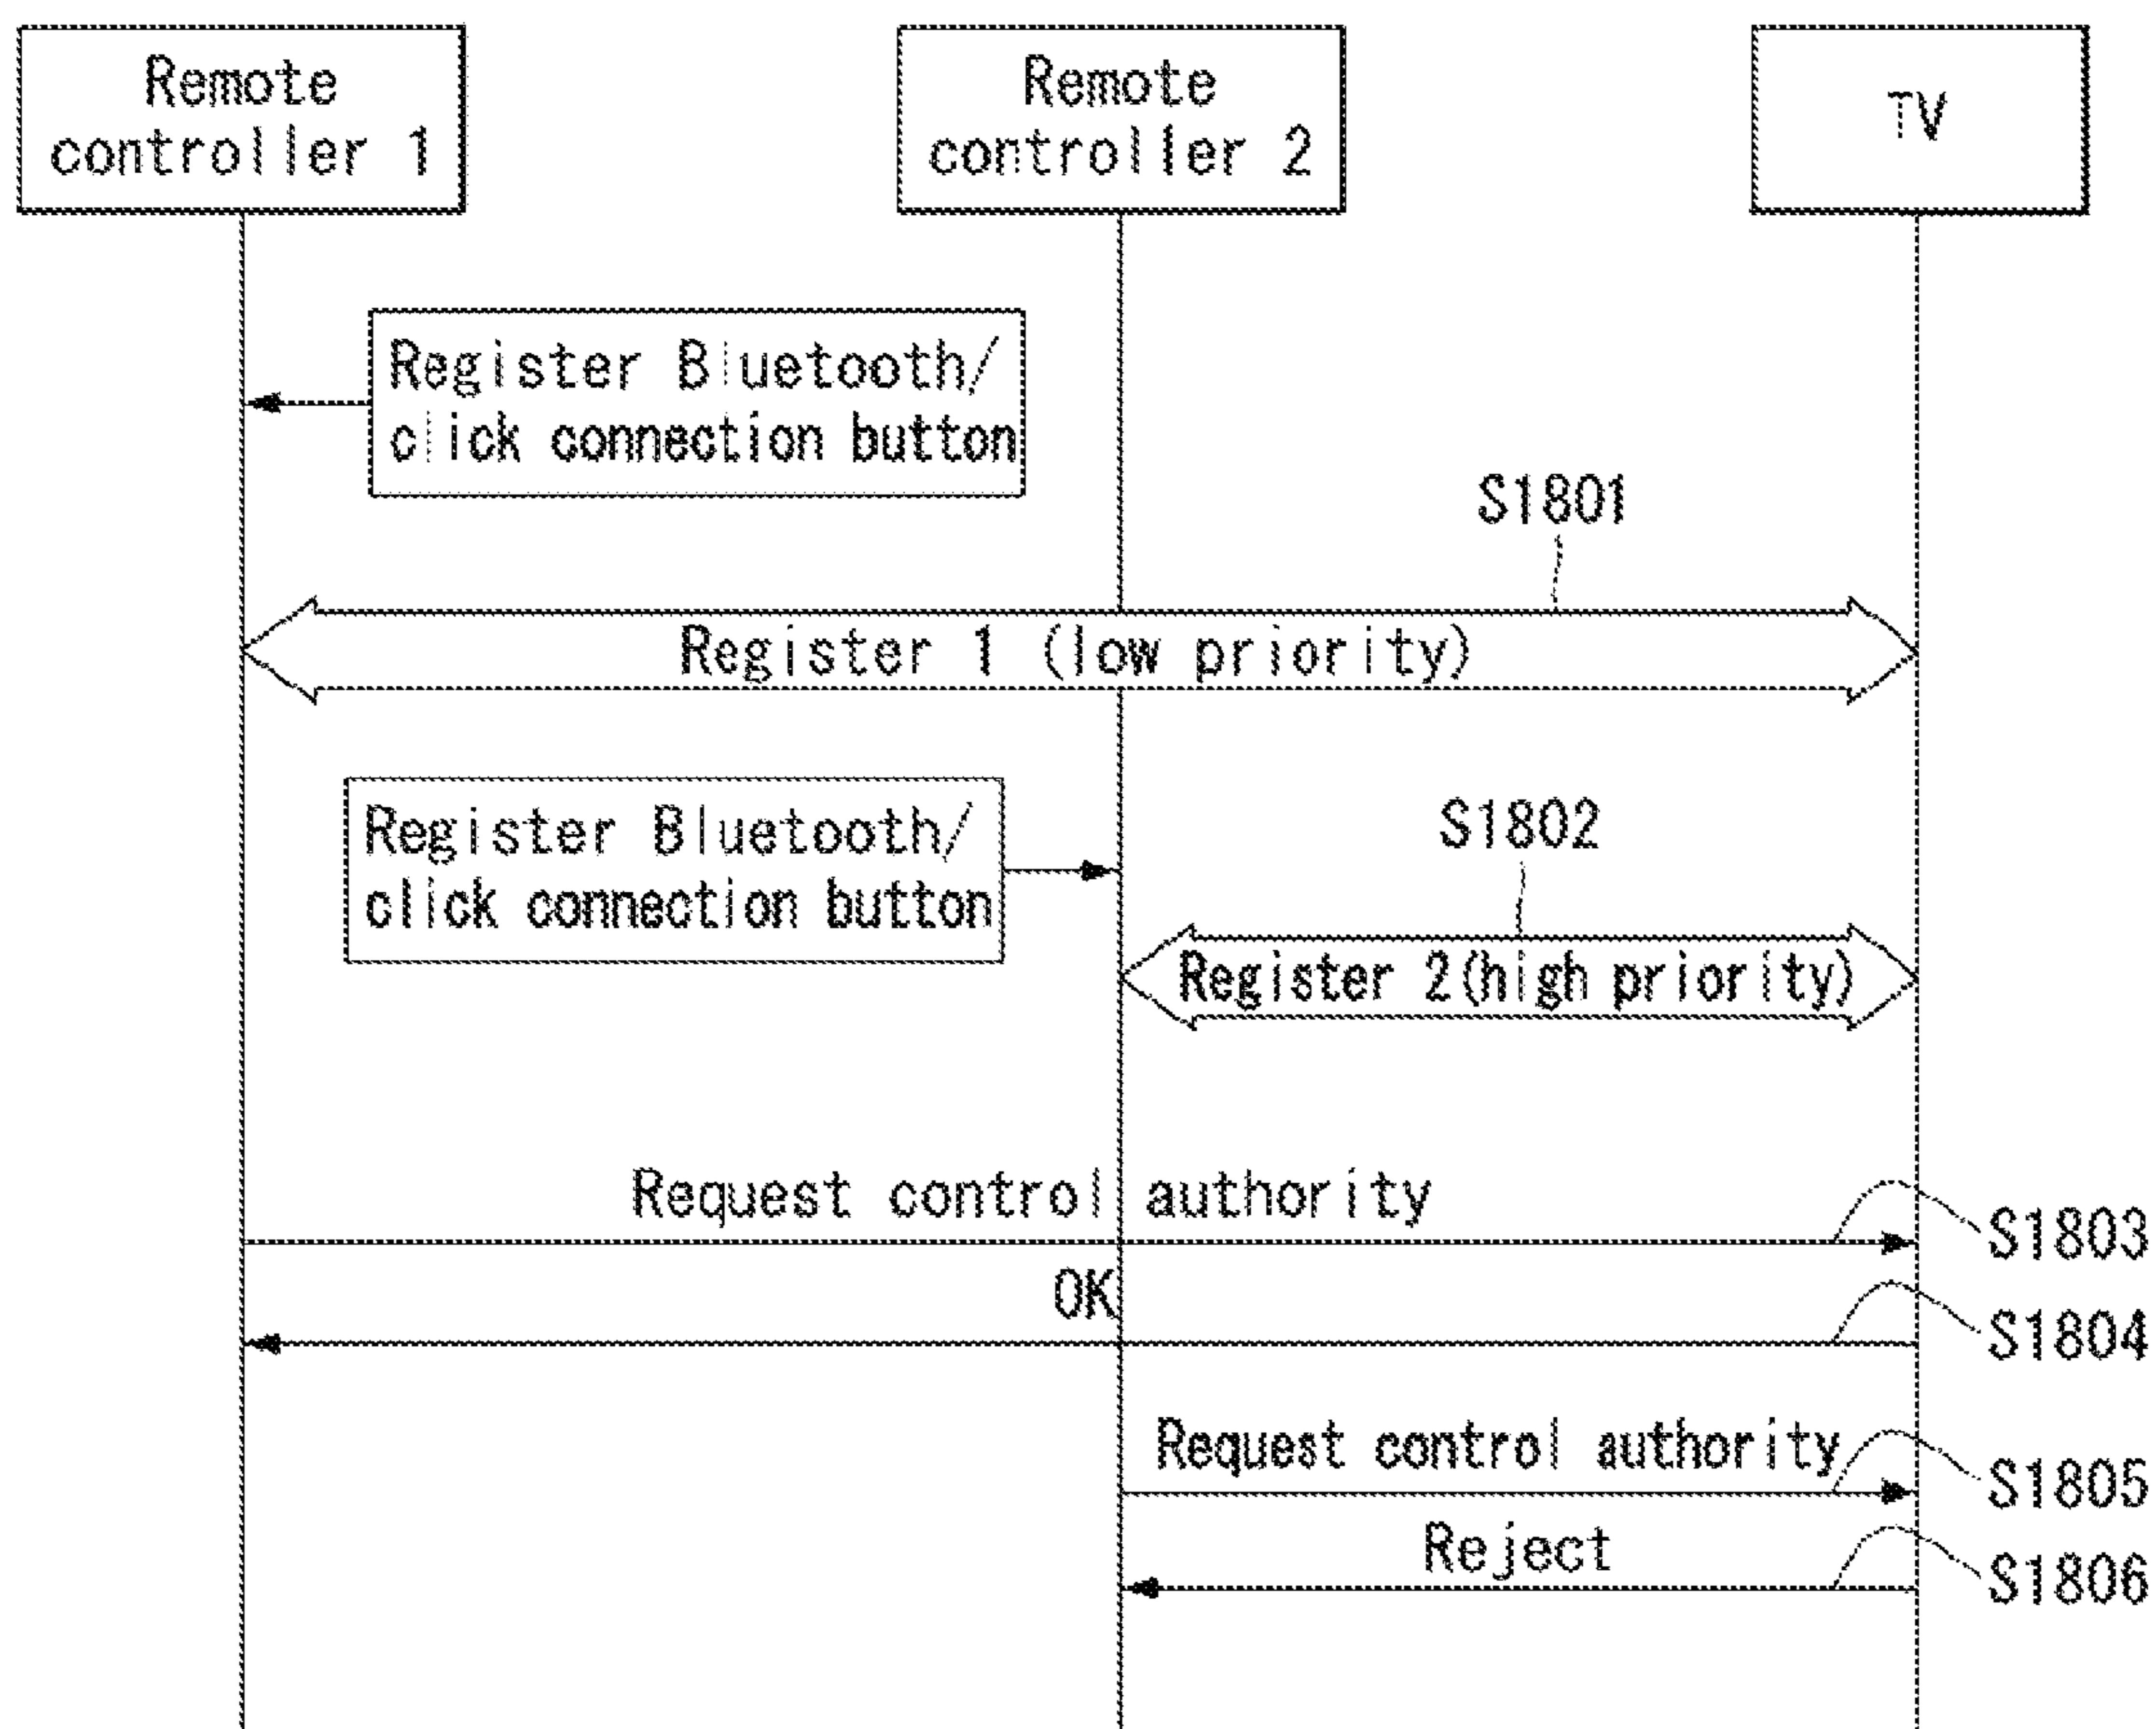 Remote
controller 1
Remote
controller 2
TV
Register Bluetooth/
click connection button
S1801
Register 1 (low priority)
Register Bluetooth/
click connection button
S1802
Register 2(high priority)
Request control authority
S1803
OK
S1804
Request control authority
S1805
Reject
S1806